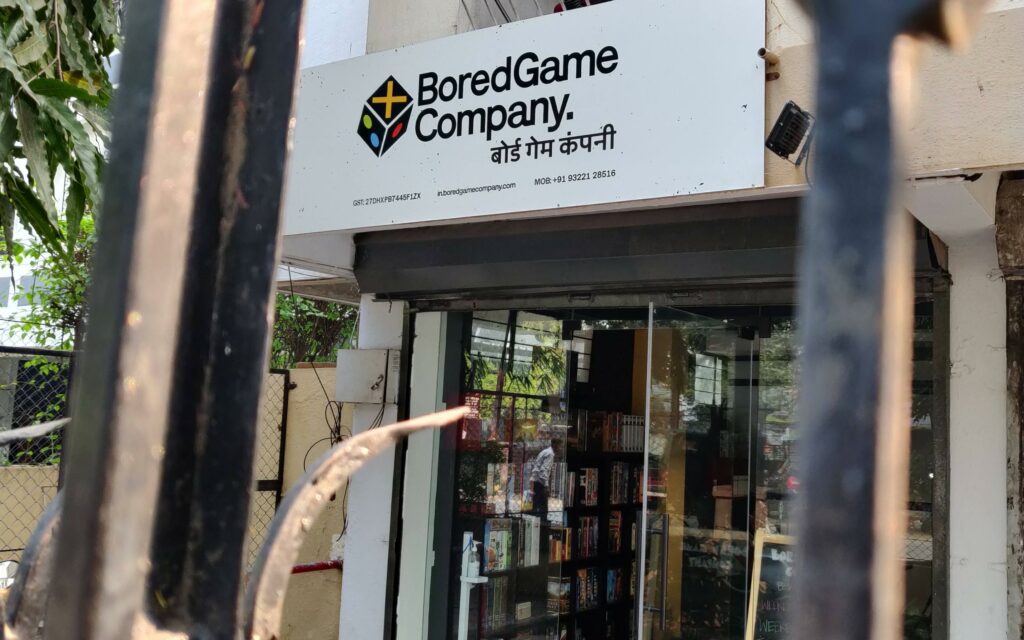 BoredGame
Company.
बोर्ड गेम कंपनी
GST: 27DHXPB7445F1ZX in.boredgamecompany.com MOB: +91 93221 28516